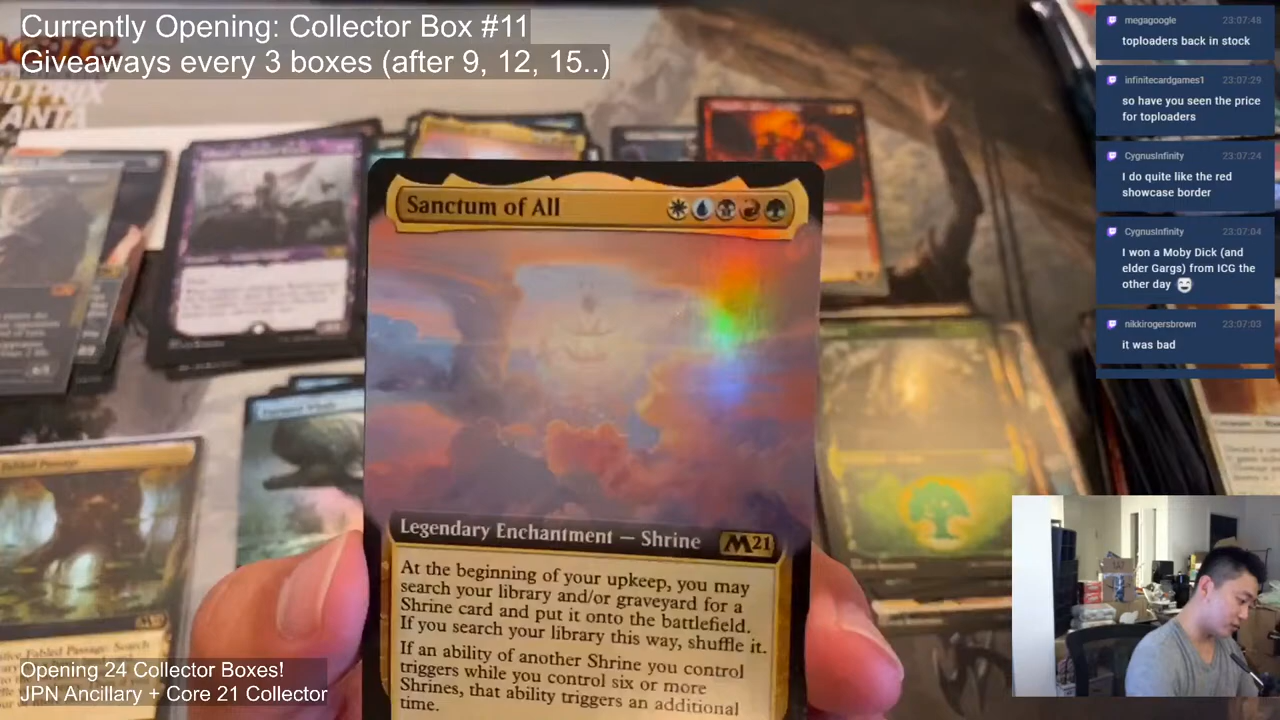 Currently Opening: Collector Box #11
Giveaways every 3 boxes (after 9, 12, 15..)
ANTA
Sanctum of All
Legendary Enchantment — Shrine
M21
At the beginning of your upkeep, you may
search your library and/or graveyard for a
Shrine card and put it onto the battlefield.
If you search your library this way, shuffle it.
If an ability of another Shrine you control
triggers while you control six or more
Shrines, that ability triggers an additional
time.
Fabled Passage
Opening 24 Collector Boxes!
JPN Ancillary + Core 21 Collector
megagoogle 23:07:48
toploaders back in stock
infinitecardgames1 23:07:29
so have you seen the price
for toploaders
CygnusInfinity 23:07:24
I do quite like the red
showcase border
CygnusInfinity 23:07:04
I won a Moby Dick (and
elder Gargs) from ICG the
other day
nikkirogersbrown 23:07:03
it was bad